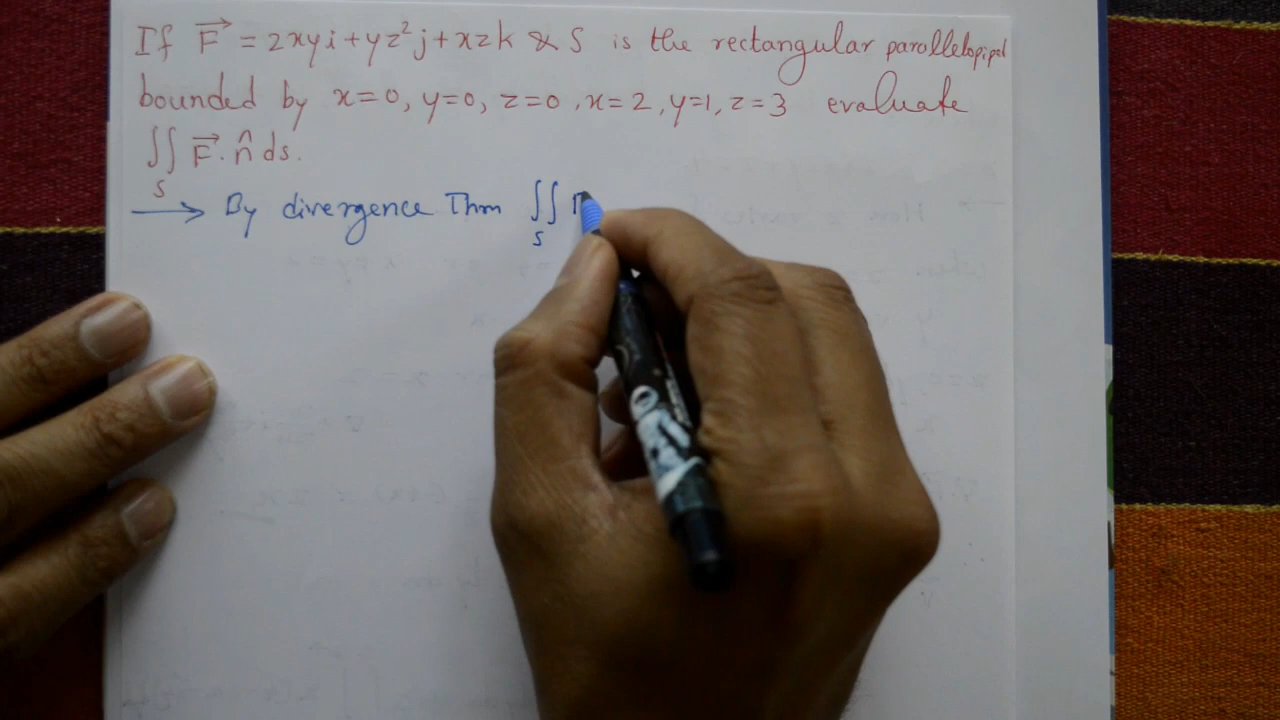 If F⃗ = 2xyi + yz²j + xzk & S is the rectangular parallelopipd
bounded by x=0, y=0, z=0, x=2, y=1, z=3 evaluate
∬ F⃗. n̂ ds.
S
→ By divergence Thm ∬
S